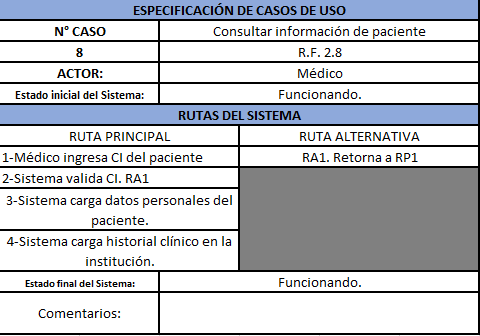 ESPECIFICACIÓN DE CASOS DE USO
N° CASO
Consultar información de paciente
8
R.F. 2.8
ACTOR:
Médico
Estado inicial del Sistema:
Funcionando.
RUTAS DEL SISTEMA
RUTA PRINCIPAL
RUTA ALTERNATIVA
1-Médico ingresa CI del paciente
RA1. Retorna a RP1
2-Sistema valida CI. RA1
3-Sistema carga datos personales del
paciente.
4-Sistema carga historial clínico en la
institución.
Estado final del Sistema:
Funcionando.
Comentarios: